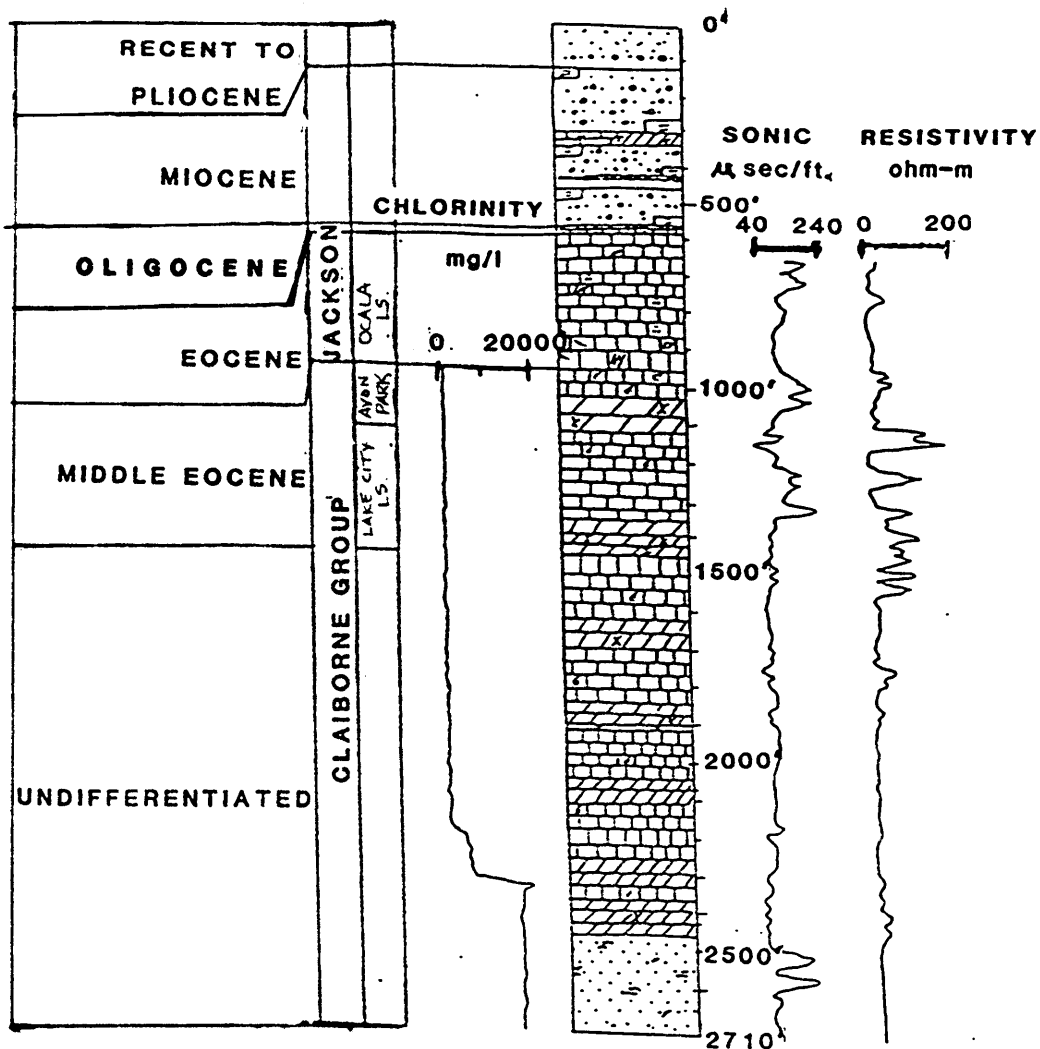 RECENT TO
PLIOCENE
MIOCENE
OLIGOCENE
EOCENE
MIDDLE EOCENE
UNDIFFERENTIATED
JACKSON
CLAIBORNE GROUP
OCALA
LS.
AVON
PARK
LAKE CITY
LS.
CHLORINITY
mg/l
0 20000
0'
500'
1000'
1500'
2000'
2500'
2710'
SONIC
μ sec/ft.
40 240
RESISTIVITY
ohm-m
0 200